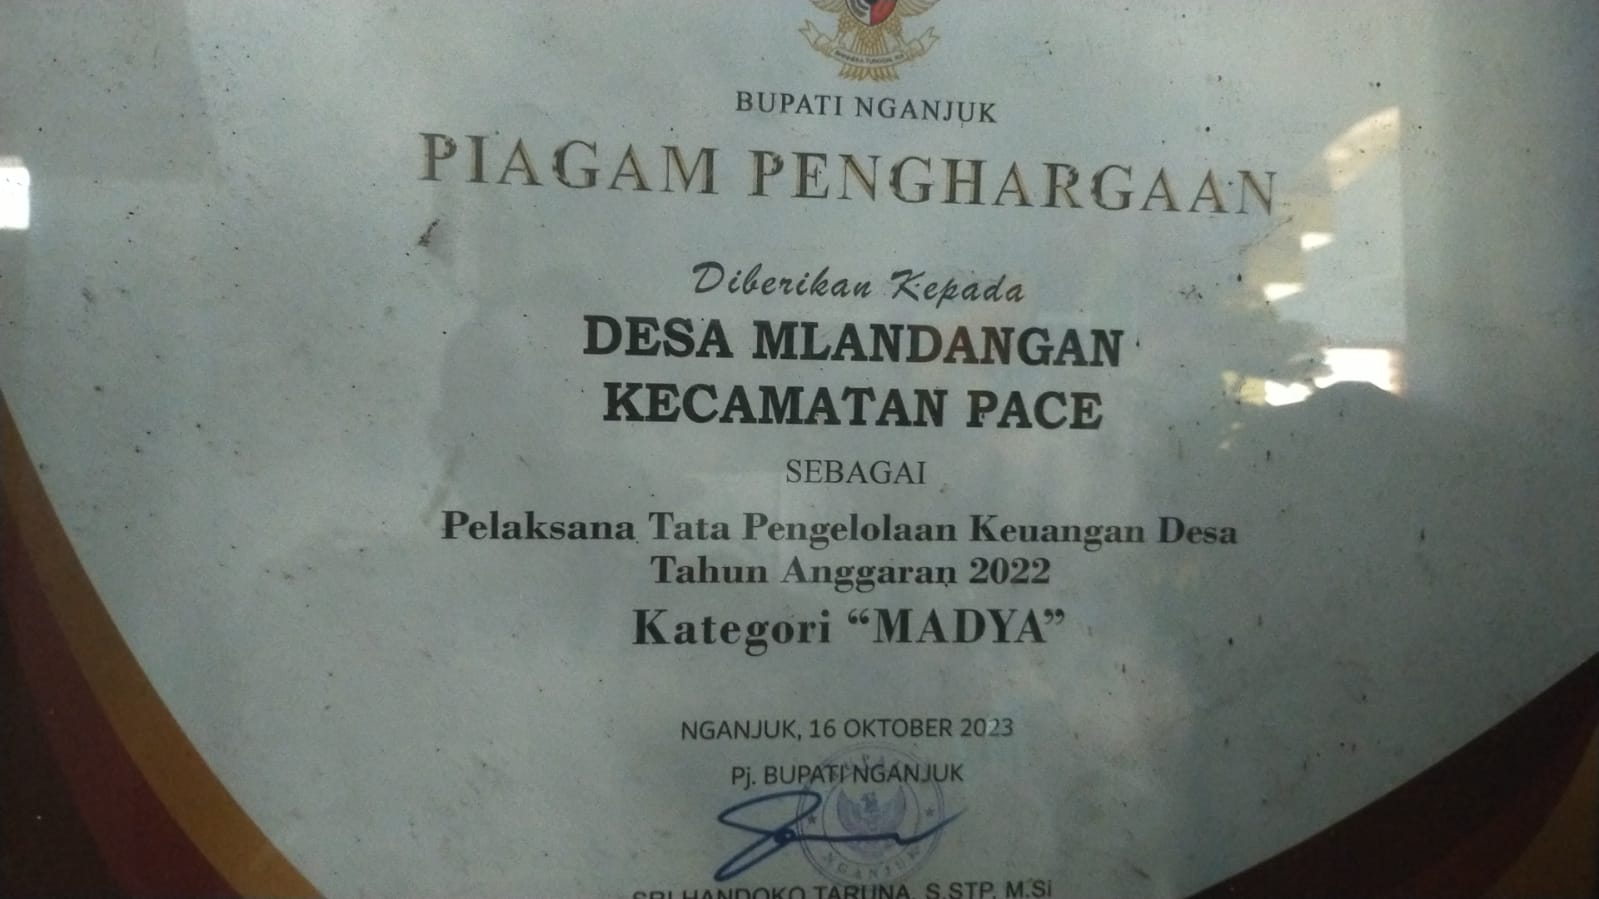 BUPATI NGANJUK
PIAGAM PENGHARGAAN
Diberikan Kepada
DESA MLANDANGAN
KECAMATAN PACE
SEBAGAI
Pelaksana Tata Pengelolaan Keuangan Desa
Tahun Anggaran 2022
Kategori “MADYA”
NGANJUK, 16 OKTOBER 2023
Pj. BUPATI NGANJUK
NGANJUK
SRI HANDOKO TARUNA, S.STP, M.Si